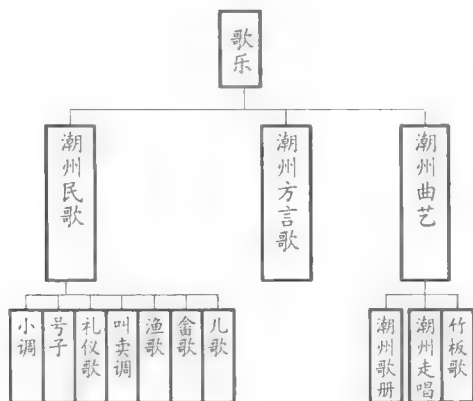 歌乐
潮州民歌
潮州方言歌
潮州曲艺
小调
号子
礼仪歌
叫卖调
渔歌
畲歌
儿歌
潮州歌册
潮州走唱
竹板歌